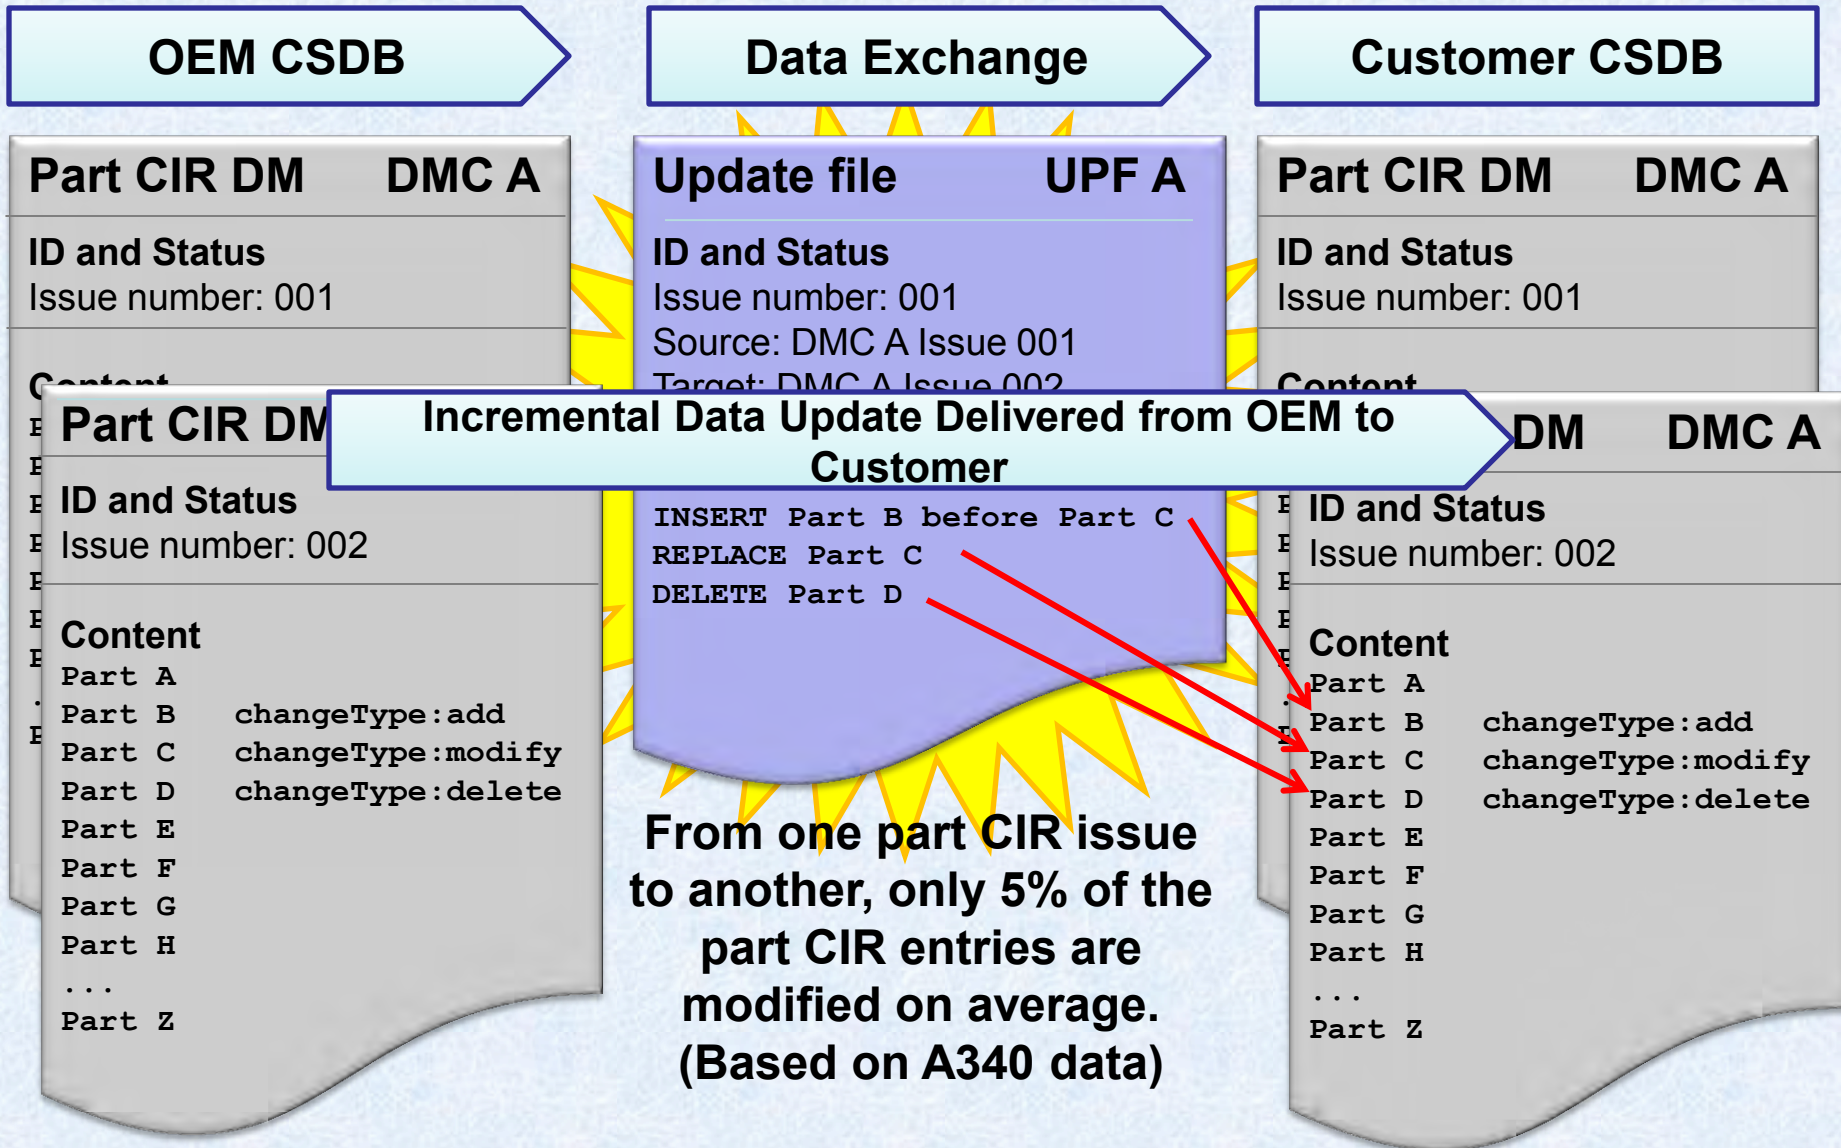 OEM CSDB
Data Exchange
Customer CSDB
Part CIR DM DMC A
ID and Status
Issue number: 001
Content
Part CIR DM
ID and Status
Issue number: 002
Content
Part A
Part B changeType:add
Part C changeType:modify
Part D changeType:delete
Part E
Part F
Part G
Part H
...
Part Z
Update file UPF A
ID and Status
Issue number: 001
Source: DMC A Issue 001
Target: DMC A Issue 002
Incremental Data Update Delivered from OEM to
Customer
INSERT Part B before Part C
REPLACE Part C
DELETE Part D
From one part CIR issue
to another, only 5% of the
part CIR entries are
modified on average.
(Based on A340 data)
Part CIR DM DMC A
ID and Status
Issue number: 001
Content
DM DMC A
ID and Status
Issue number: 002
Content
Part A
Part B changeType:add
Part C changeType:modify
Part D changeType:delete
Part E
Part F
Part G
Part H
...
Part Z